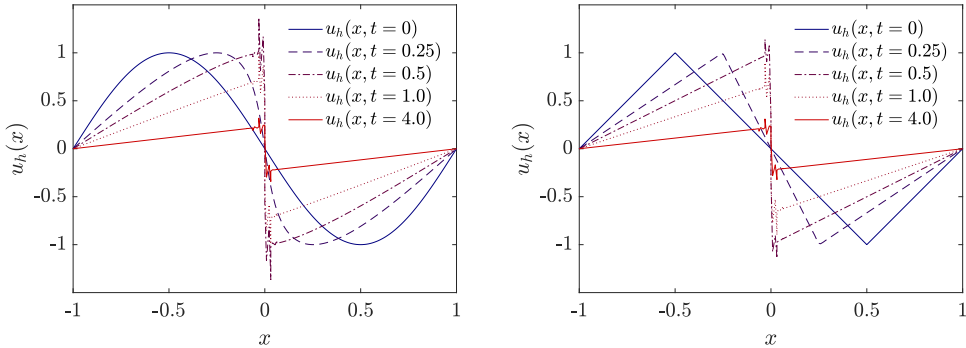 u_h(x, t = 0)
u_h(x, t = 0.25)
u_h(x, t = 0.5)
u_h(x, t = 1.0)
u_h(x, t = 4.0)
1
0.5
0
-0.5
-1
u_h(x)
-1 -0.5 0 0.5 1
x
u_h(x, t = 0)
u_h(x, t = 0.25)
u_h(x, t = 0.5)
u_h(x, t = 1.0)
u_h(x, t = 4.0)
1
0.5
0
-0.5
-1
u_h(x)
-1 -0.5 0 0.5 1
x